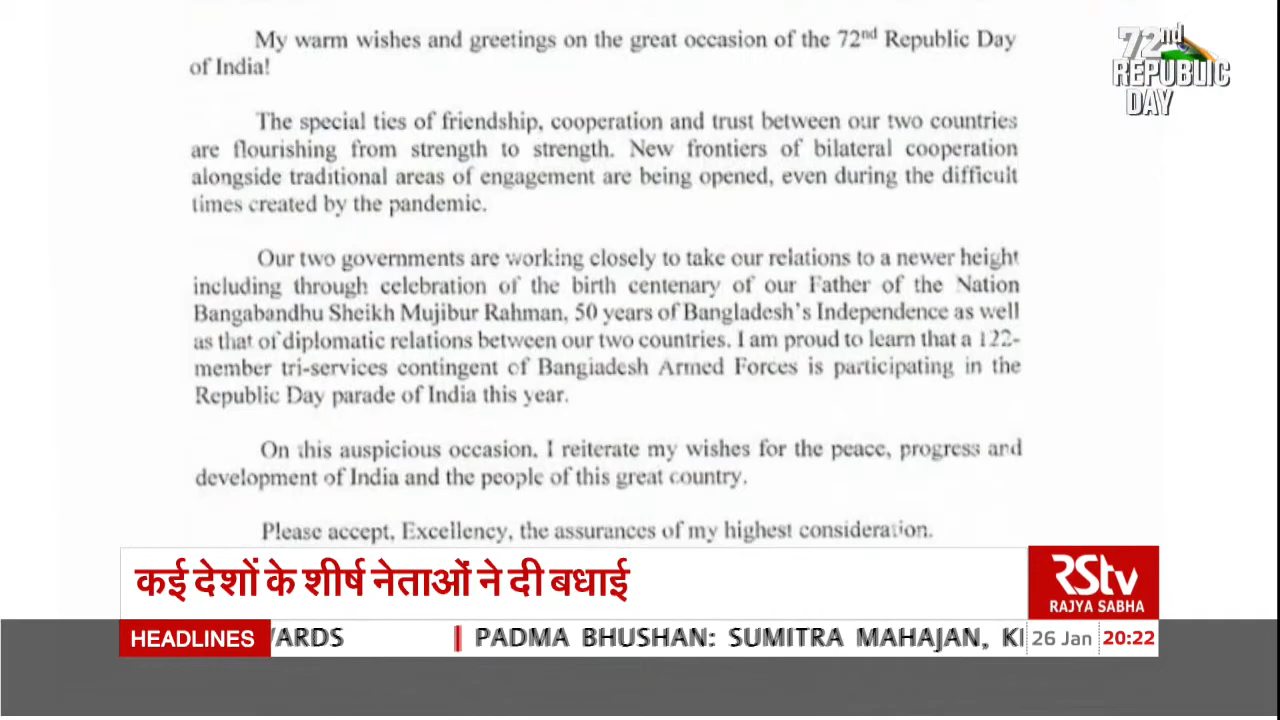 My warm wishes and greetings on the great occasion of the 72nd Republic Day
of India!
The special ties of friendship, cooperation and trust between our two countries
are flourishing from strength to strength. New frontiers of bilateral cooperation
alongside traditional areas of engagement are being opened, even during the difficult
times created by the pandemic.
Our two governments are working closely to take our relations to a newer height
including through celebration of the birth centenary of our Father of the Nation
Bangabandhu Sheikh Mujibur Rahman, 50 years of Bangladesh's Independence as well
as that of diplomatic relations between our two countries. I am proud to learn that a 122-
member tri-services contingent of Bangladesh Armed Forces is participating in the
Republic Day parade of India this year.
On this auspicious occasion, I reiterate my wishes for the peace, progress and
development of India and the people of this great country.
Please accept, Excellency, the assurances of my highest consideration.
72nd
REPUBLIC
DAY
कई देशों के शीर्ष नेताओं ने दी बधाई
RStv
RAJYA SABHA
HEADLINES
ARDS | PADMA BHUSHAN: SUMITRA MAHAJAN, KI
26 Jan 20:22